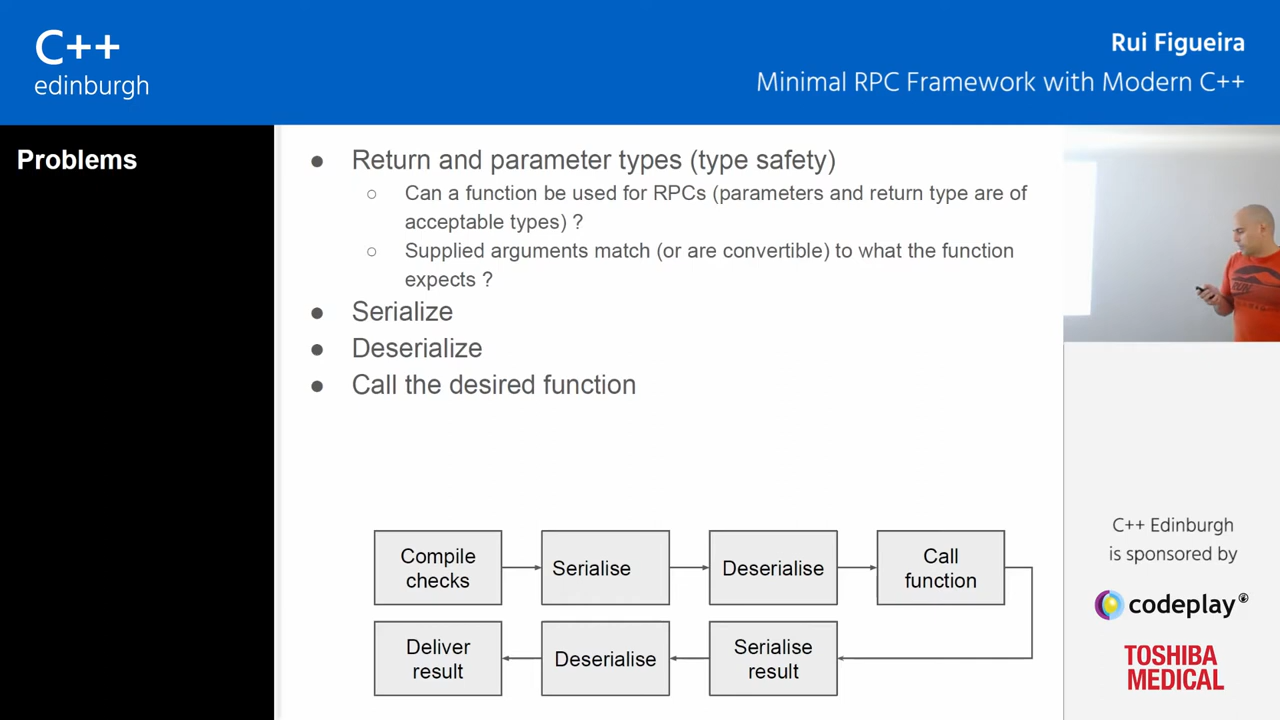 C++
edinburgh
Rui Figueira
Minimal RPC Framework with Modern C++
Problems
● Return and parameter types (type safety)
○ Can a function be used for RPCs (parameters and return type are of
acceptable types) ?
○ Supplied arguments match (or are convertible) to what the function
expects ?
● Serialize
● Deserialize
● Call the desired function
Compile
checks
Serialise
Deserialise
Call
function
Deliver
result
Deserialise
Serialise
result
C++ Edinburgh
is sponsored by
codeplay
TOSHIBA
MEDICAL